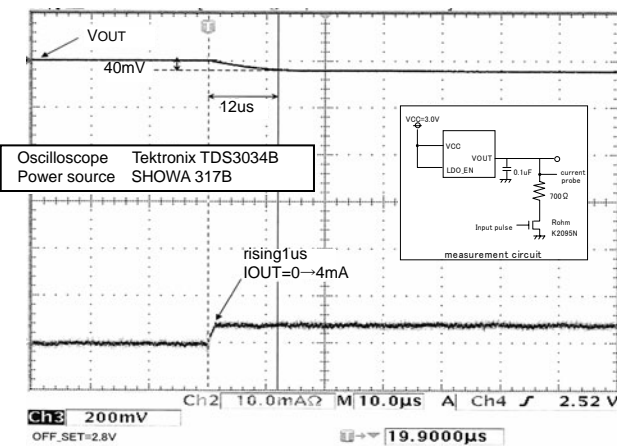 VOUT
40mV
12us
VCC=3.0V
VCC
VOUT
LDO_EN
0.1uF
current
probe
700Ω
Input pulse
Rohm
K2095N
measurement circuit
Oscilloscope Tektronix TDS3034B
Power source SHOWA 317B
rising1us
IOUT=0→4mA
Ch2 10.0mAΩ M 10.0µs A Ch4 ƒ 2.52 V
Ch3 200mV
OFF_SET=2.8V
19.9000µs